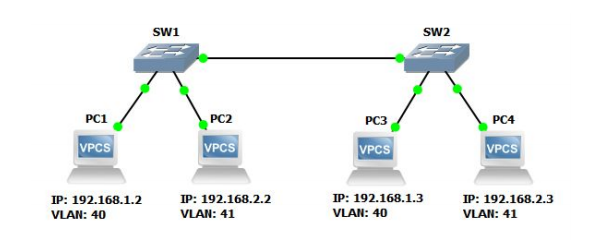 SW1
SW2
PC1
PC2
PC3
PC4
VPCS
VPCS
VPCS
VPCS
IP: 192.168.1.2
VLAN: 40
IP: 192.168.2.2
VLAN: 41
IP: 192.168.1.3
VLAN: 40
IP: 192.168.2.3
VLAN: 41